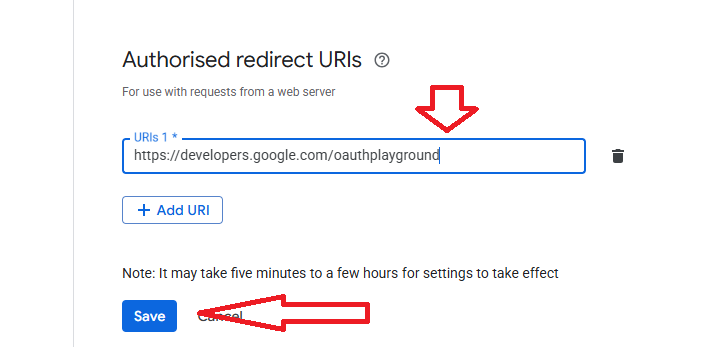 Authorised redirect URIs
For use with requests from a web server
URIs 1 *
https://developers.google.com/oauthplayground
+ Add URI
Note: It may take five minutes to a few hours for settings to take effect
Save Cancel